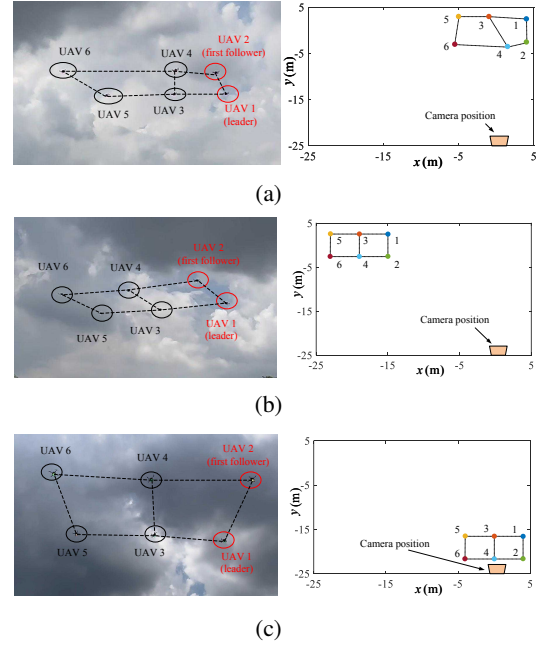 UAV 6
UAV 4
UAV 2
(first follower)
UAV 5
UAV 3
UAV 1
(leader)
y (m)
5
-5
-15
-25
5
3
1
6
4
2
Camera position
-25
-15
-5
5
x (m)
(a)
UAV 6
UAV 4
UAV 2
(first follower)
UAV 5
UAV 3
UAV 1
(leader)
y (m)
5
-5
-15
-25
5
3
1
6
4
2
Camera position
-25
-15
-5
5
x (m)
(b)
UAV 6
UAV 4
UAV 2
(first follower)
UAV 5
UAV 3
UAV 1
(leader)
y (m)
5
-5
-15
-25
5
3
1
6
4
2
Camera position
-25
-15
-5
5
x (m)
(c)